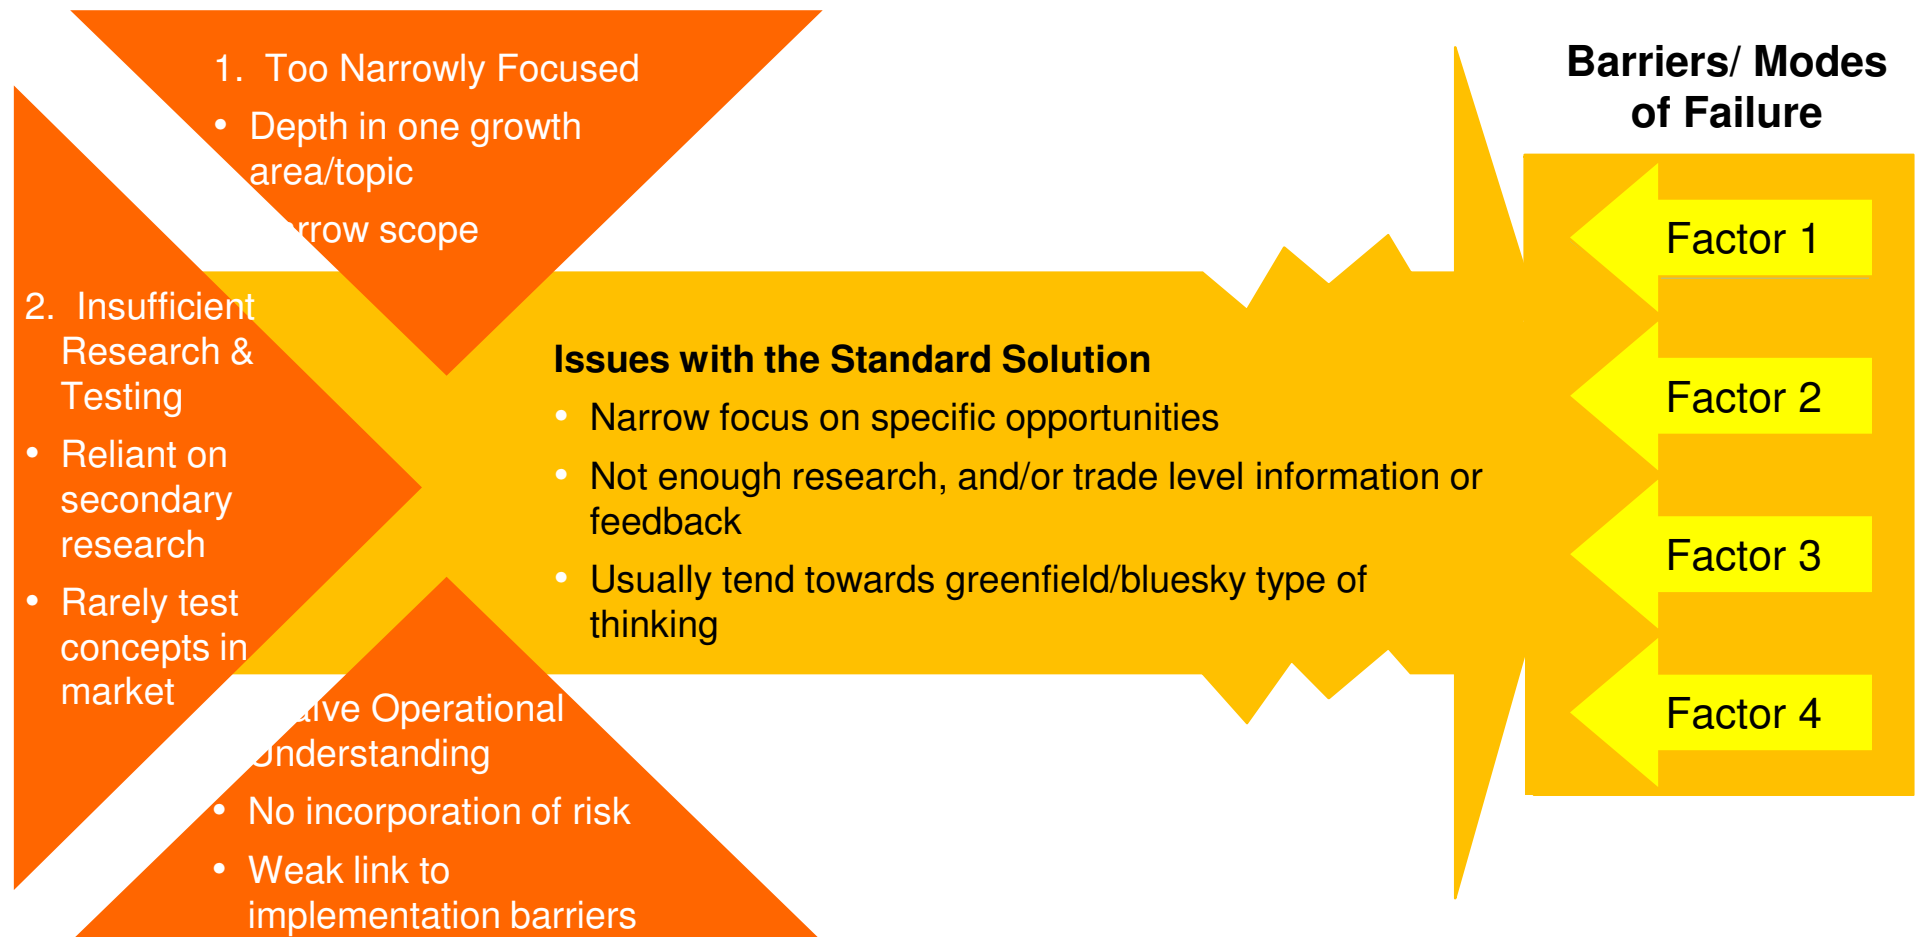 1. Too Narrowly Focused
• Depth in one growth
area/topic
scope
2. Insufficient
Research &
Testing
• Reliant on
secondary
research
• Rarely test
concepts in
market
Operational
Understanding
• No incorporation of risk
• Weak link to
implementation barriers
Issues with the Standard Solution
• Narrow focus on specific opportunities
• Not enough research, and/or trade level information or
feedback
• Usually tend towards greenfield/bluesky type of
thinking
Barriers/ Modes
of Failure
Factor 1
Factor 2
Factor 3
Factor 4